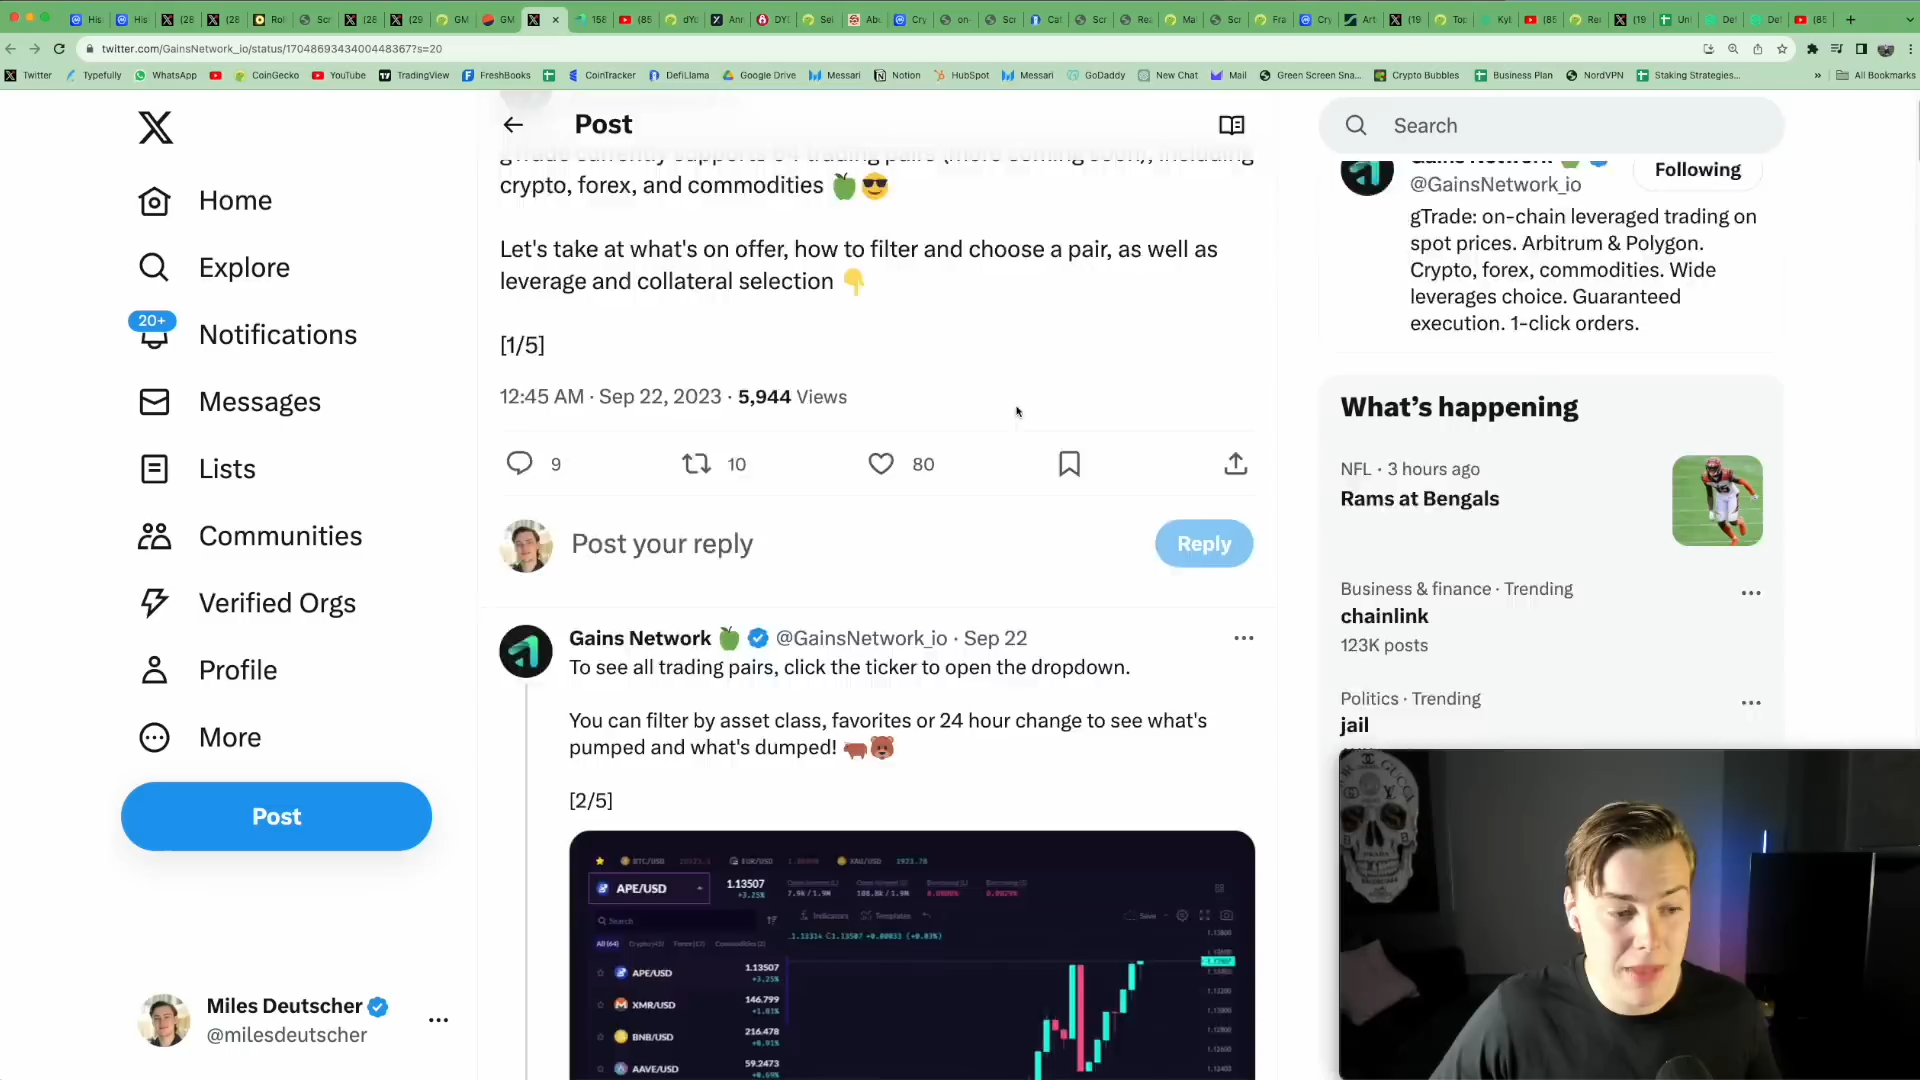 twitter.com/GainsNetwork_io/status/1704869343400448367?s=20
Twitter Typefully WhatsApp CoinGecko YouTube TradingView FreshBooks CoinTracker DefiLlama Google Drive Messari Notion HubSpot Messari GoDaddy New Chat Mail Green Screen Sna... Crypto Bubbles Business Plan NordVPN Staking Strategies... » All Bookmarks
Home
Explore
20+
Notifications
Messages
Lists
Communities
Verified Orgs
Profile
More
Post
Miles Deutscher
@milesdeutscher
Post
gTrade currently supports 64 trading pairs (more coming soon), including
crypto, forex, and commodities 🍏😎
Let's take at what's on offer, how to filter and choose a pair, as well as
leverage and collateral selection 👇
[1/5]
12:45 AM · Sep 22, 2023 · 5,944 Views
9 10 80
Post your reply
Reply
Gains Network 🍏 @GainsNetwork_io · Sep 22
To see all trading pairs, click the ticker to open the dropdown.
You can filter by asset class, favorites or 24 hour change to see what's
pumped and what's dumped! 🐂🐻
[2/5]
BTC/USD EUR/USD XAU/USD 1921.78
APE/USD 1.13507
+3.25%
Search
Indicators Templates Save
All (64)
APE/USD 1.13507
+3.25%
XMR/USD 146.799
+1.01%
BNB/USD 216.478
AAVE/USD 59.2473
Search
Gains Network
@GainsNetwork_io
Following
gTrade: on-chain leveraged trading on
spot prices. Arbitrum & Polygon.
Crypto, forex, commodities. Wide
leverages choice. Guaranteed
execution. 1-click orders.
What's happening
NFL · 3 hours ago
Rams at Bengals
Business & finance · Trending
chainlink
123K posts
Politics · Trending
jail